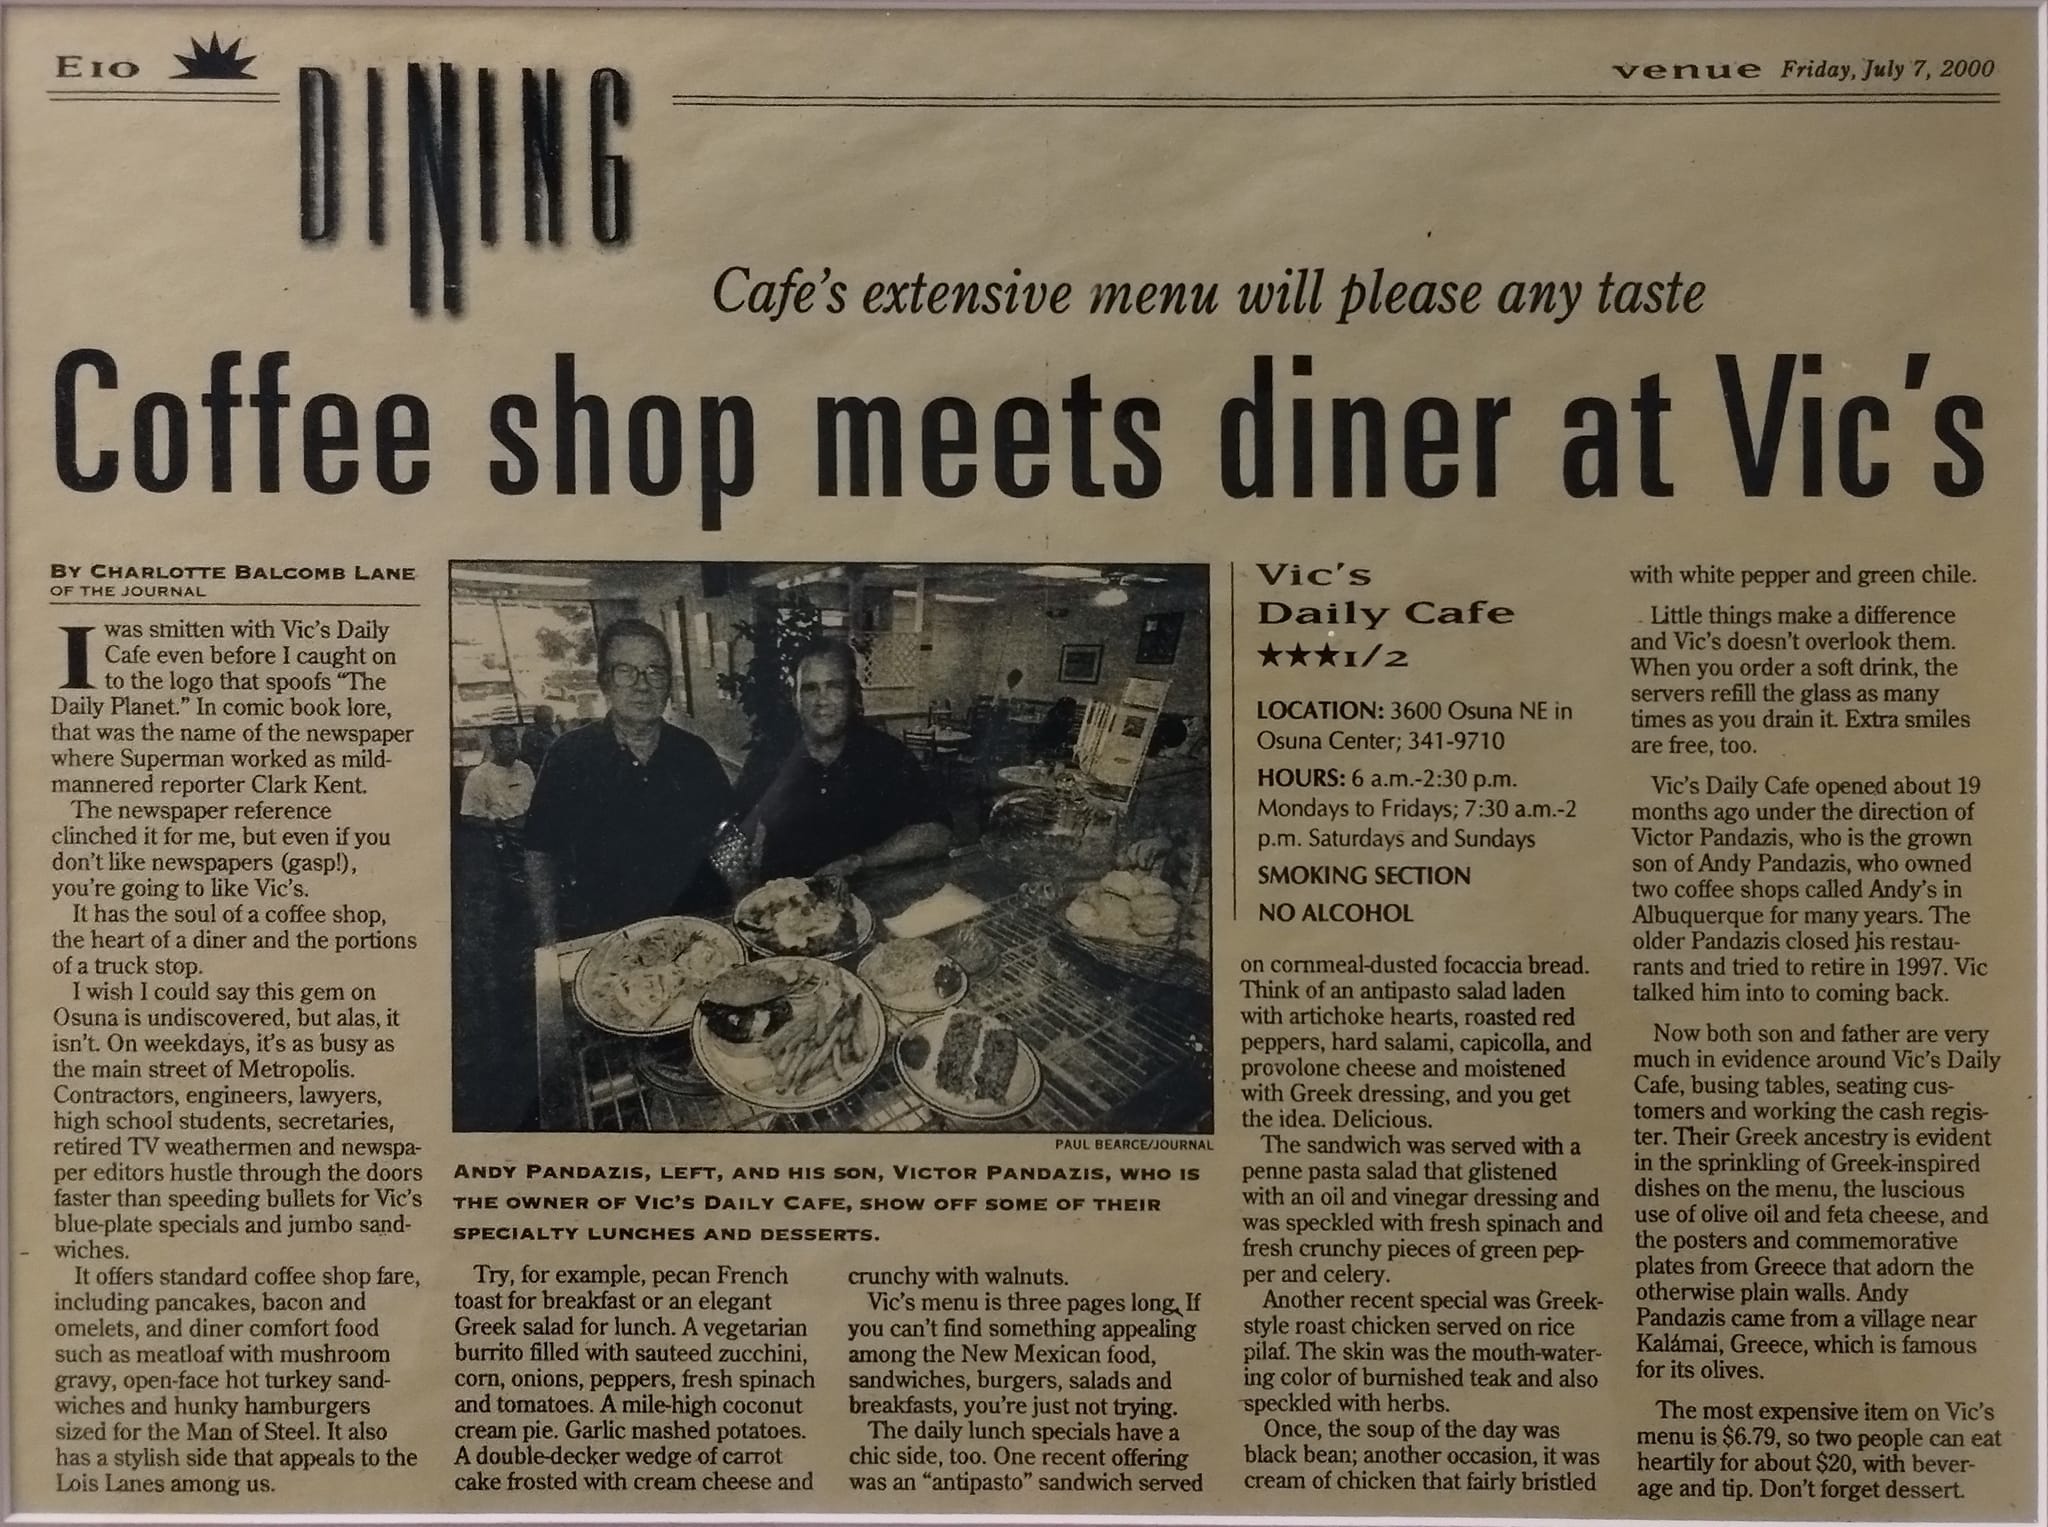 E10
DINING
venue Friday, July 7, 2000
Cafe's extensive menu will please any taste
Coffee shop meets diner at Vic's
BY CHARLOTTE BALCOMB LANE
OF THE JOURNAL
I was smitten with Vic's Daily
Cafe even before I caught on
to the logo that spoofs “The
Daily Planet.” In comic book lore,
that was the name of the newspaper
where Superman worked as mild-
mannered reporter Clark Kent.
The newspaper reference
clinched it for me, but even if you
don't like newspapers (gasp!),
you're going to like Vic's.
It has the soul of a coffee shop,
the heart of a diner and the portions
of a truck stop.
I wish I could say this gem on
Osuna is undiscovered, but alas, it
isn't. On weekdays, it's as busy as
the main street of Metropolis.
Contractors, engineers, lawyers,
high school students, secretaries,
retired TV weathermen and newspa-
per editors hustle through the doors
faster than speeding bullets for Vic's
blue-plate specials and jumbo sand-
wiches.
It offers standard coffee shop fare,
including pancakes, bacon and
omelets, and diner comfort food
such as meatloaf with mushroom
gravy, open-face hot turkey sand-
wiches and hunky hamburgers
sized for the Man of Steel. It also
has a stylish side that appeals to the
Lois Lanes among us.
PAUL BEARCE/JOURNAL
ANDY PANDAZIS, LEFT, AND HIS SON, VICTOR PANDAZIS, WHO IS
THE OWNER OF VIC'S DAILY CAFE, SHOW OFF SOME OF THEIR
SPECIALTY LUNCHES AND DESSERTS.
Try, for example, pecan French
toast for breakfast or an elegant
Greek salad for lunch. A vegetarian
burrito filled with sauteed zucchini,
corn, onions, peppers, fresh spinach
and tomatoes. A mile-high coconut
cream pie. Garlic mashed potatoes.
A double-decker wedge of carrot
cake frosted with cream cheese and
crunchy with walnuts.
Vic's menu is three pages long. If
you can't find something appealing
among the New Mexican food,
sandwiches, burgers, salads and
breakfasts, you're just not trying.
The daily lunch specials have a
chic side, too. One recent offering
was an “antipasto” sandwich served
Vic's
Daily Cafe
★★★1/2
LOCATION: 3600 Osuna NE in
Osuna Center; 341-9710
HOURS: 6 a.m.-2:30 p.m.
Mondays to Fridays; 7:30 a.m.-2
p.m. Saturdays and Sundays
SMOKING SECTION
NO ALCOHOL
on cornmeal-dusted focaccia bread.
Think of an antipasto salad laden
with artichoke hearts, roasted red
peppers, hard salami, capicolla, and
provolone cheese and moistened
with Greek dressing, and you get
the idea. Delicious.
The sandwich was served with a
penne pasta salad that glistened
with an oil and vinegar dressing and
was speckled with fresh spinach and
fresh crunchy pieces of green pep-
per and celery.
Another recent special was Greek-
style roast chicken served on rice
pilaf. The skin was the mouth-water-
ing color of burnished teak and also
speckled with herbs.
Once, the soup of the day was
black bean; another occasion, it was
cream of chicken that fairly bristled
with white pepper and green chile.
Little things make a difference
and Vic's doesn't overlook them.
When you order a soft drink, the
servers refill the glass as many
times as you drain it. Extra smiles
are free, too.
Vic's Daily Cafe opened about 19
months ago under the direction of
Victor Pandazis, who is the grown
son of Andy Pandazis, who owned
two coffee shops called Andy's in
Albuquerque for many years. The
older Pandazis closed his restau-
rants and tried to retire in 1997. Vic
talked him into to coming back.
Now both son and father are very
much in evidence around Vic's Daily
Cafe, busing tables, seating cus-
tomers and working the cash regis-
ter. Their Greek ancestry is evident
in the sprinkling of Greek-inspired
dishes on the menu, the luscious
use of olive oil and feta cheese, and
the posters and commemorative
plates from Greece that adorn the
otherwise plain walls. Andy
Pandazis came from a village near
Kalámai, Greece, which is famous
for its olives.
The most expensive item on Vic's
menu is $6.79, so two people can eat
heartily for about $20, with bever-
age and tip. Don't forget dessert.